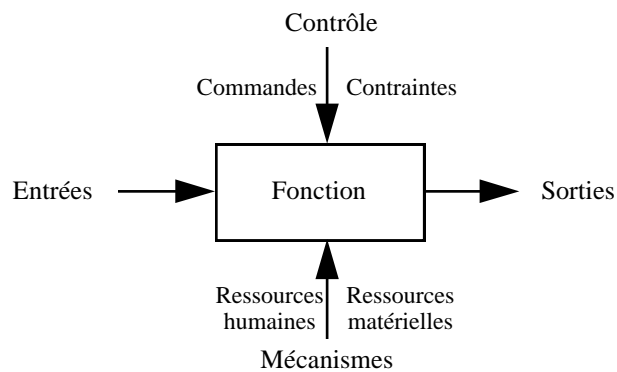 Contrôle
Commandes Contraintes
Entrées Fonction Sorties
Ressources Ressources
humaines matérielles
Mécanismes